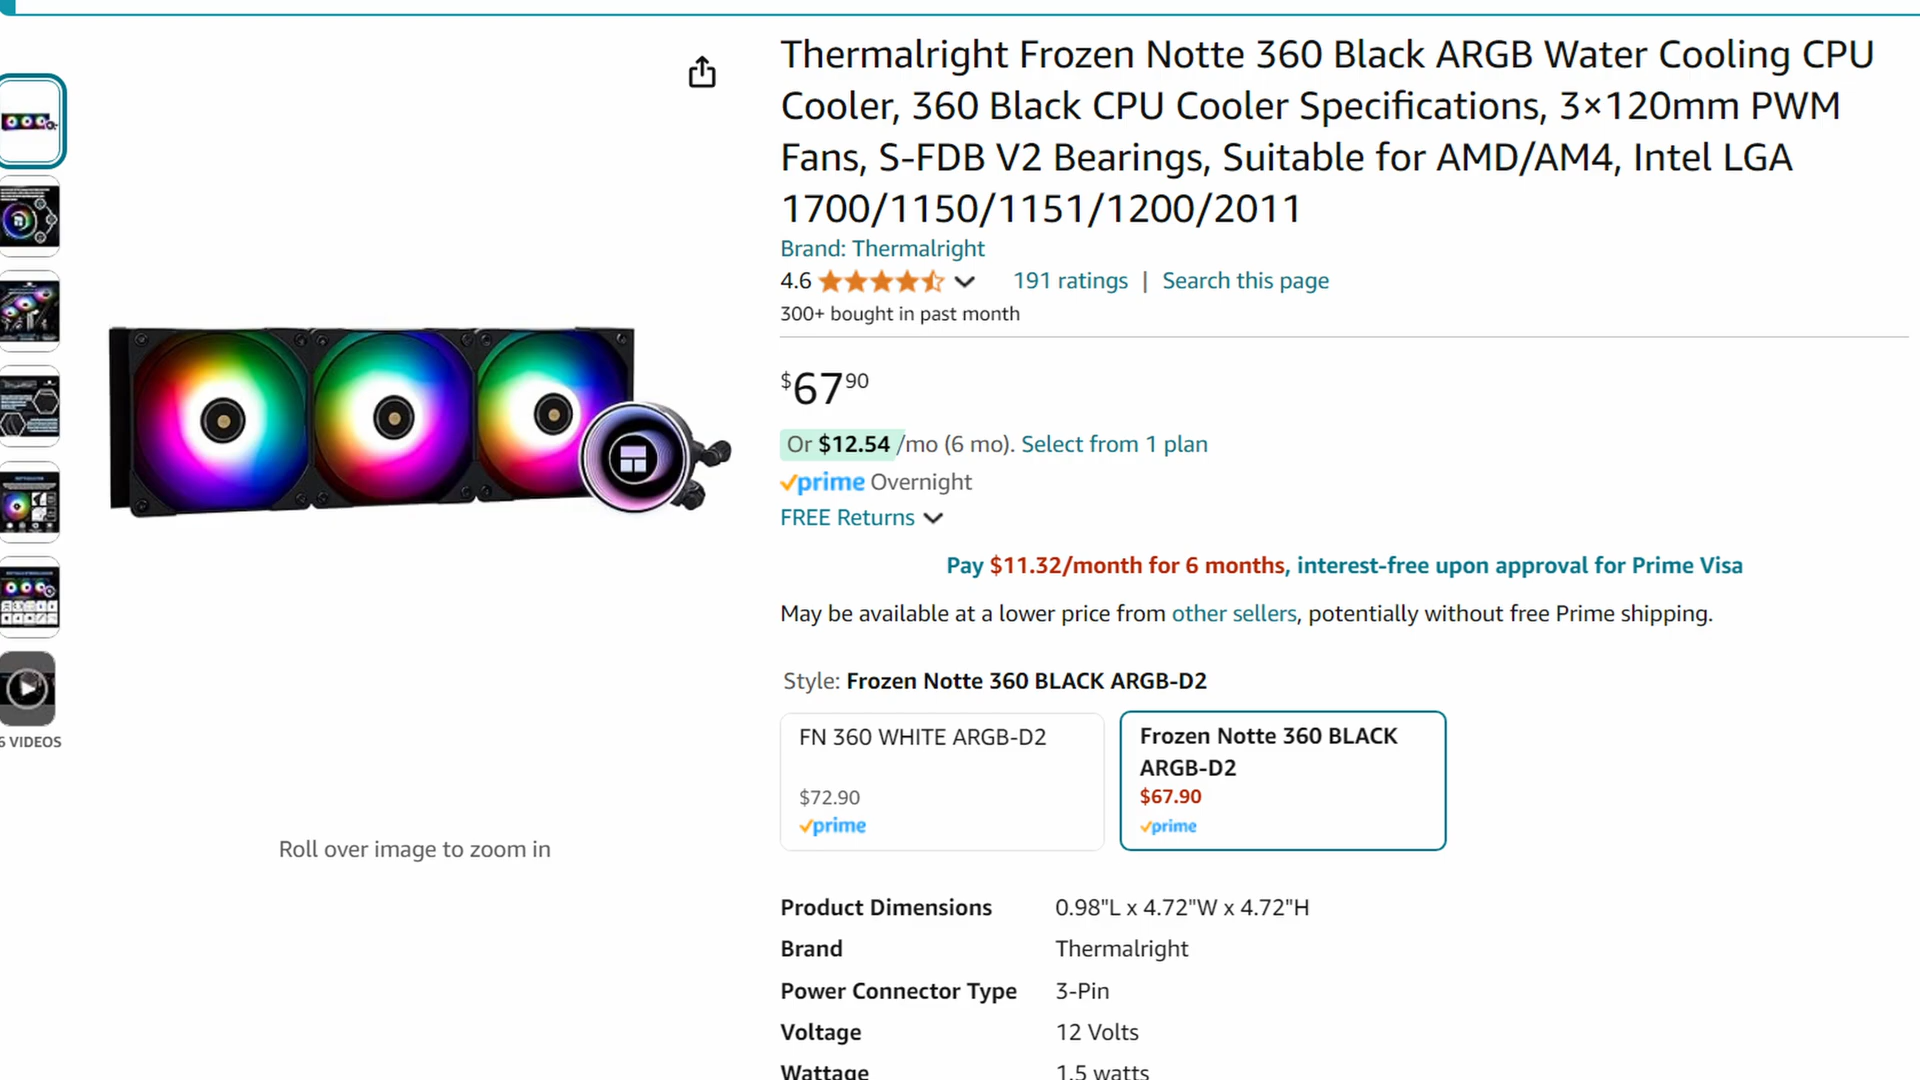 Thermalright Frozen Notte 360 Black ARGB Water Cooling CPU
Cooler, 360 Black CPU Cooler Specifications, 3×120mm PWM
Fans, S-FDB V2 Bearings, Suitable for AMD/AM4, Intel LGA
1700/1150/1151/1200/2011
Brand: Thermalright
4.6 191 ratings | Search this page
300+ bought in past month
$67.90
Or $12.54 /mo (6 mo). Select from 1 plan
prime Overnight
FREE Returns
Pay $11.32/month for 6 months, interest-free upon approval for Prime Visa
May be available at a lower price from other sellers, potentially without free Prime shipping.
Style: Frozen Notte 360 BLACK ARGB-D2
FN 360 WHITE ARGB-D2
$72.90
prime
Frozen Notte 360 BLACK
ARGB-D2
$67.90
prime
6 VIDEOS
Roll over image to zoom in
Product Dimensions 0.98"L x 4.72"W x 4.72"H
Brand Thermalright
Power Connector Type 3-Pin
Voltage 12 Volts
Wattage 1.5 watts